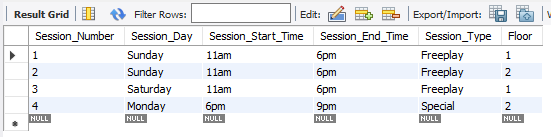 Result Grid Filter Rows: Edit: Export/Import:
Session_Number Session_Day Session_Start_Time Session_End_Time Session_Type Floor
1 Sunday 11am 6pm Freeplay 1
2 Sunday 11am 6pm Freeplay 2
3 Saturday 11am 6pm Freeplay 1
4 Monday 6pm 9pm Special 2
NULL NULL NULL NULL NULL NULL